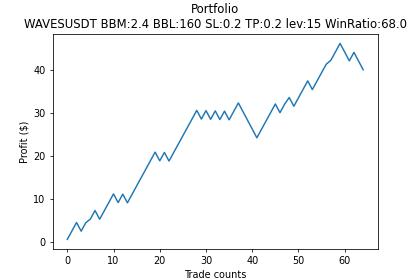 Portfolio
WAVESUSDT BBM:2.4 BBL:160 SL:0.2 TP:0.2 lev:15 WinRatio:68.0
40
30
20
10
0
Profit ($)
0 10 20 30 40 50 60
Trade counts